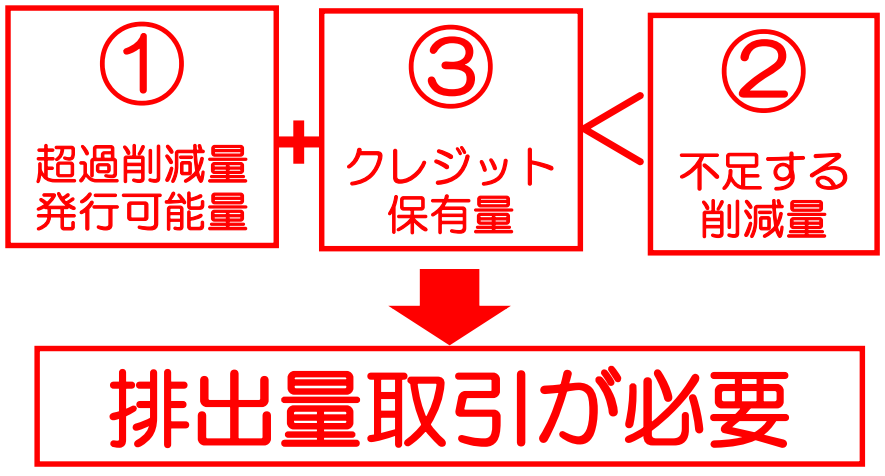 ①
超過削減量
発行可能量
+
③
クレジット
保有量
<
②
不足する
削減量
排出量取引が必要